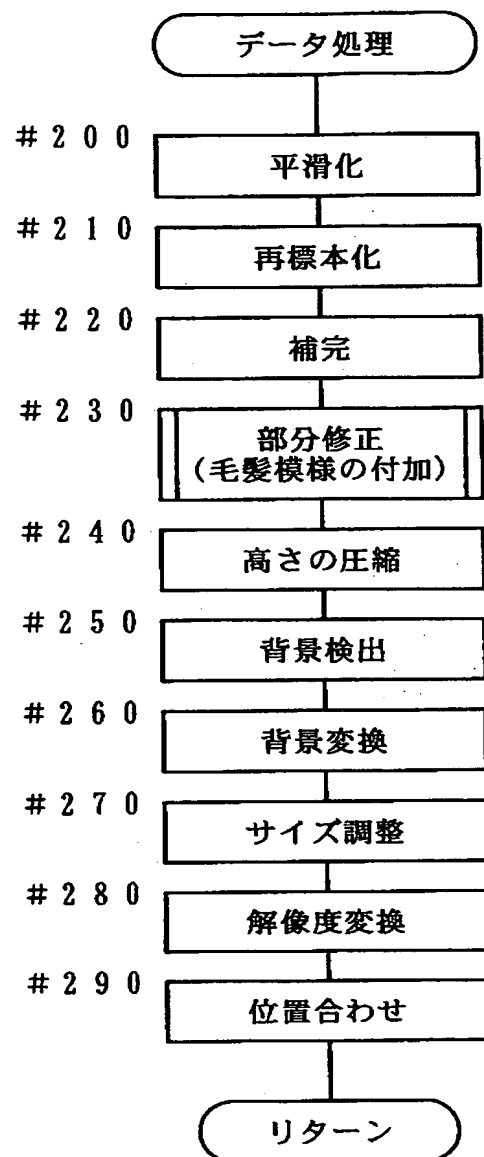 データ処理
#200
平滑化
#210
再標本化
#220
補完
#230
部分修正
(毛髪模様の付加)
#240
高さの圧縮
#250
背景検出
#260
背景変換
#270
サイズ調整
#280
解像度変換
#290
位置合わせ
リターン